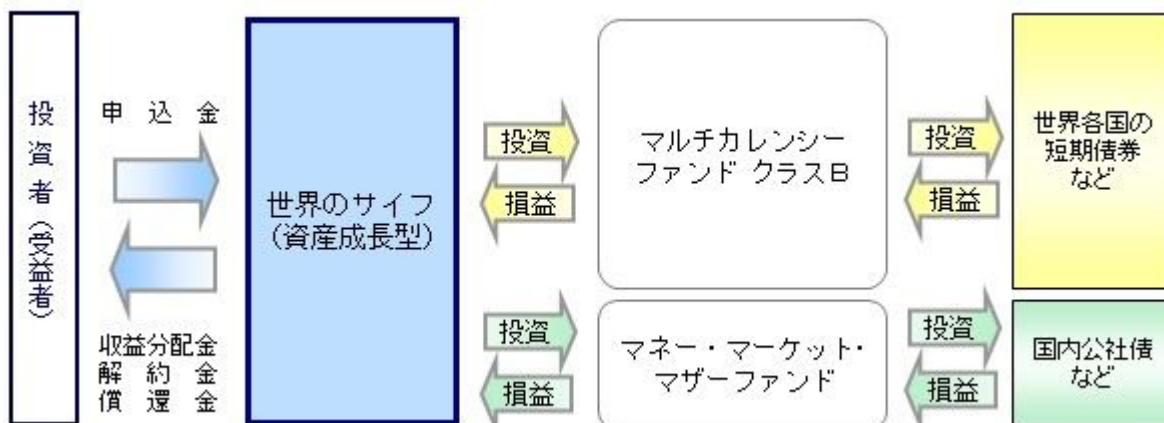 投資者（受益者）
申込金
収益分配金
解約金
償還金
世界のサイフ
（資産成長型）
投資
損益
マルチカレンシー
ファンド クラスB
投資
損益
世界各国の
短期債券
など
投資
損益
マネー・マーケット・
マザーファンド
投資
損益
国内公社債
など